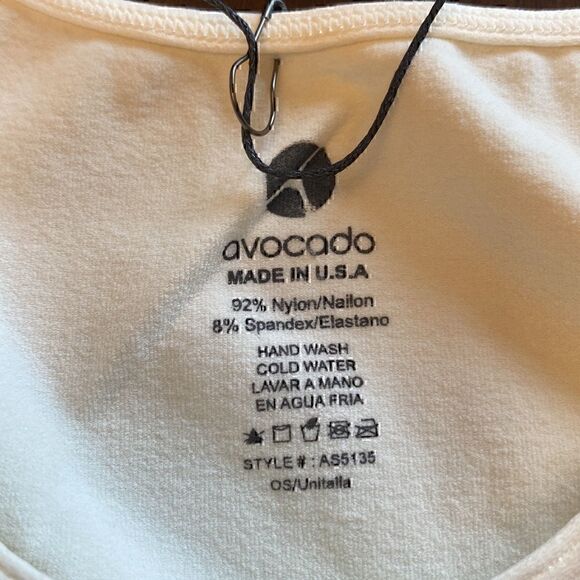 avocado
MADE IN U.S.A
92% Nylon/Nailon
8% Spandex/Elastano
HAND WASH
COLD WATER
LAVAR A MANO
EN AGUA FRIA
STYLE # : AS5135
OS/Unitalla